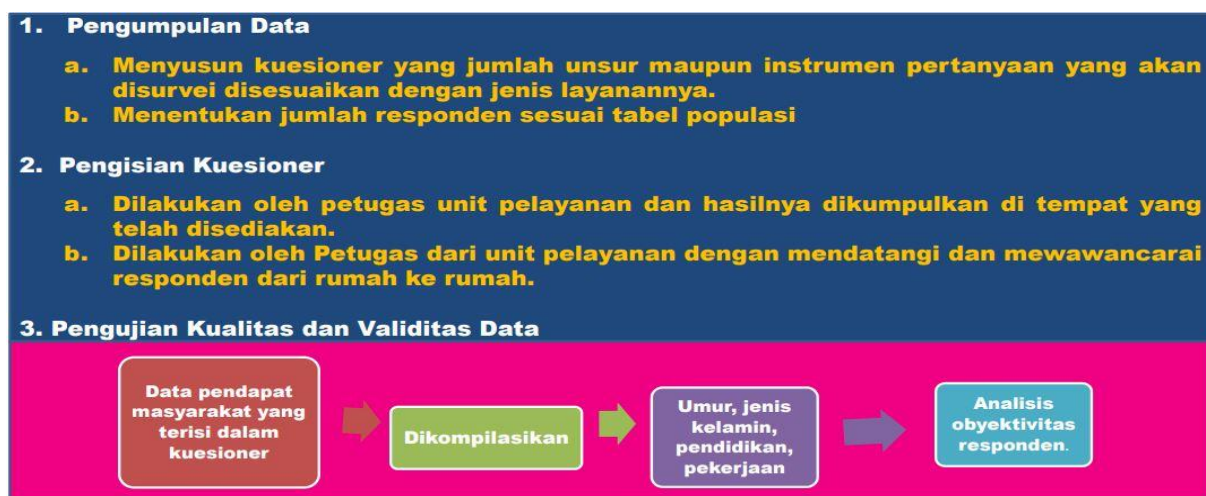 1. Pengumpulan Data
a. Menyusun kuesioner yang jumlah unsur maupun instrumen pertanyaan yang akan
disurvei disesuaikan dengan jenis layanannya.
b. Menentukan jumlah responden sesuai tabel populasi
2. Pengisian Kuesioner
a. Dilakukan oleh petugas unit pelayanan dan hasilnya dikumpulkan di tempat yang
telah disediakan.
b. Dilakukan oleh Petugas dari unit pelayanan dengan mendatangi dan mewawancarai
responden dari rumah ke rumah.
3. Pengujian Kualitas dan Validitas Data
Data pendapat
masyarakat yang
terisi dalam
kuesioner
Dikompilasikan
Umur, jenis
kelamin,
pendidikan,
pekerjaan
Analisis
obyektivitas
responden.